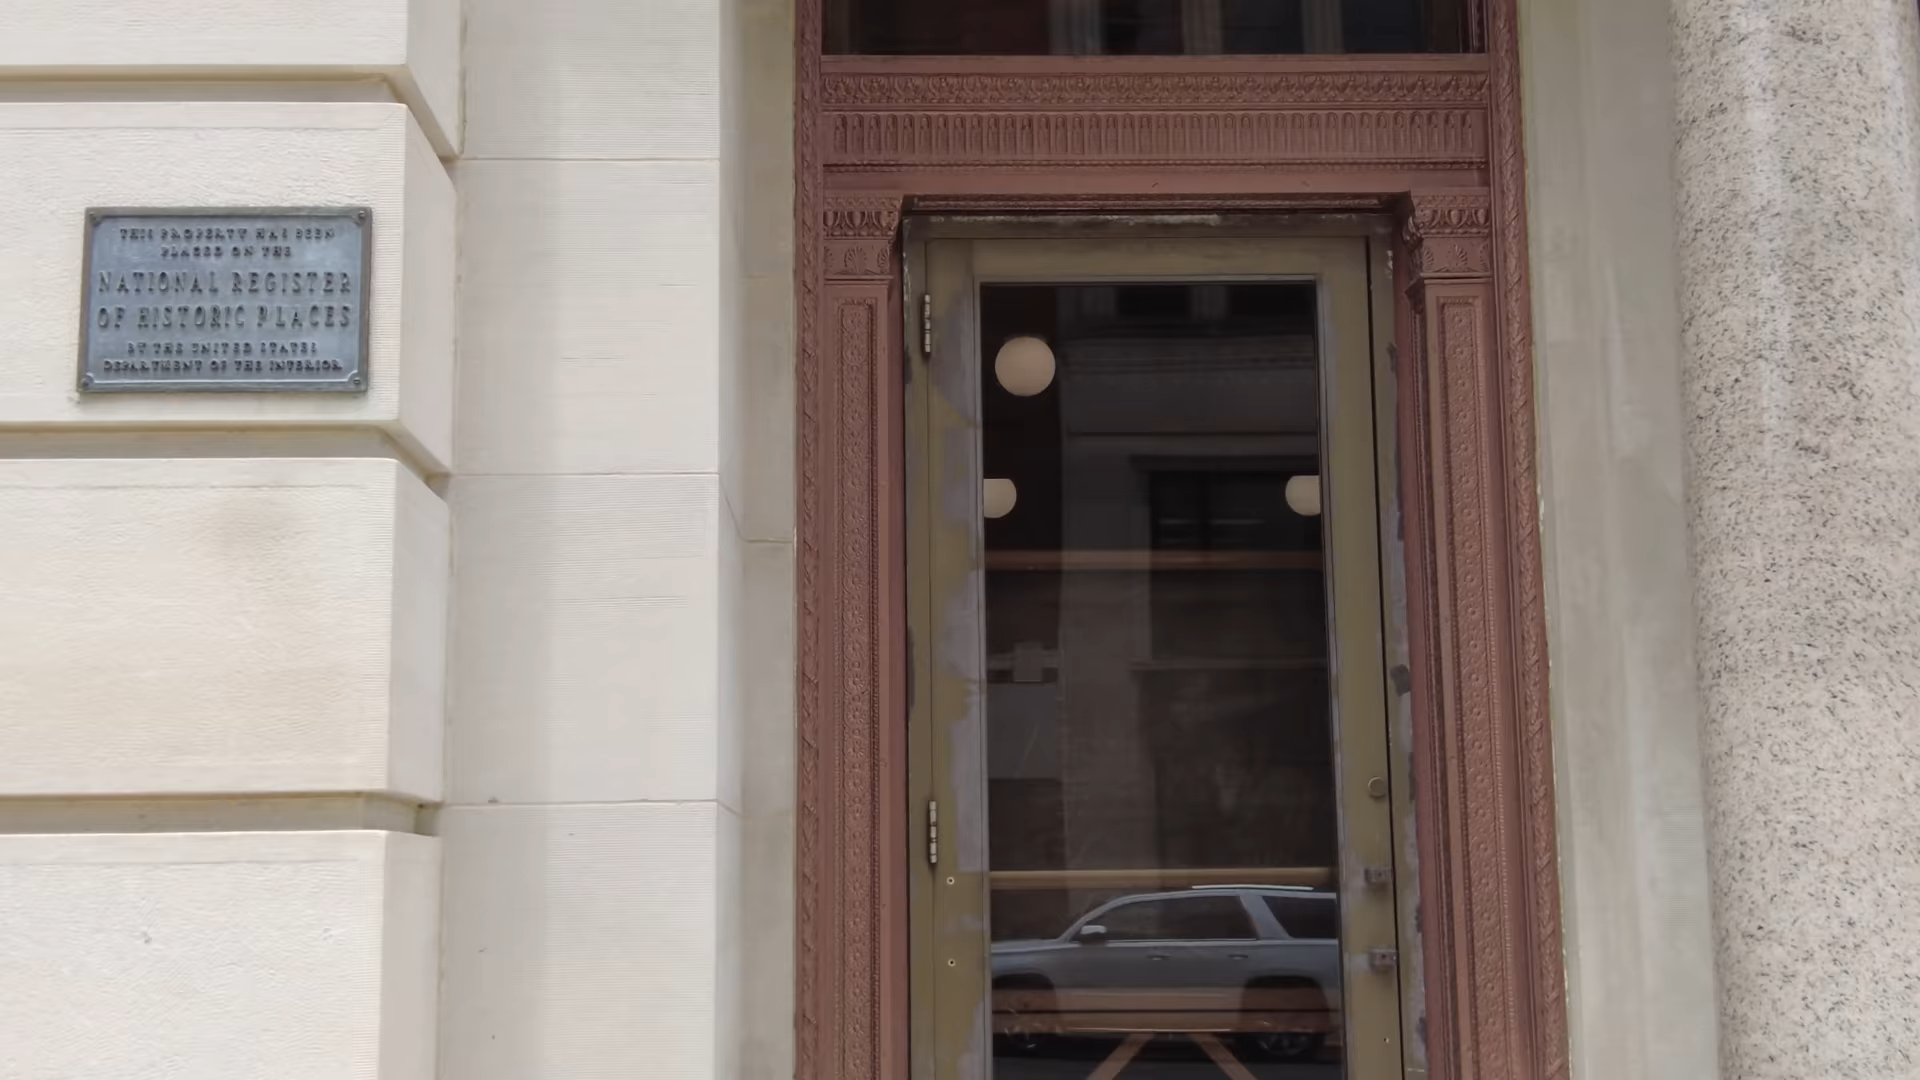 THIS PROPERTY HAS BEEN
PLACED ON THE
NATIONAL REGISTER
OF HISTORIC PLACES
BY THE UNITED STATES
DEPARTMENT OF THE INTERIOR